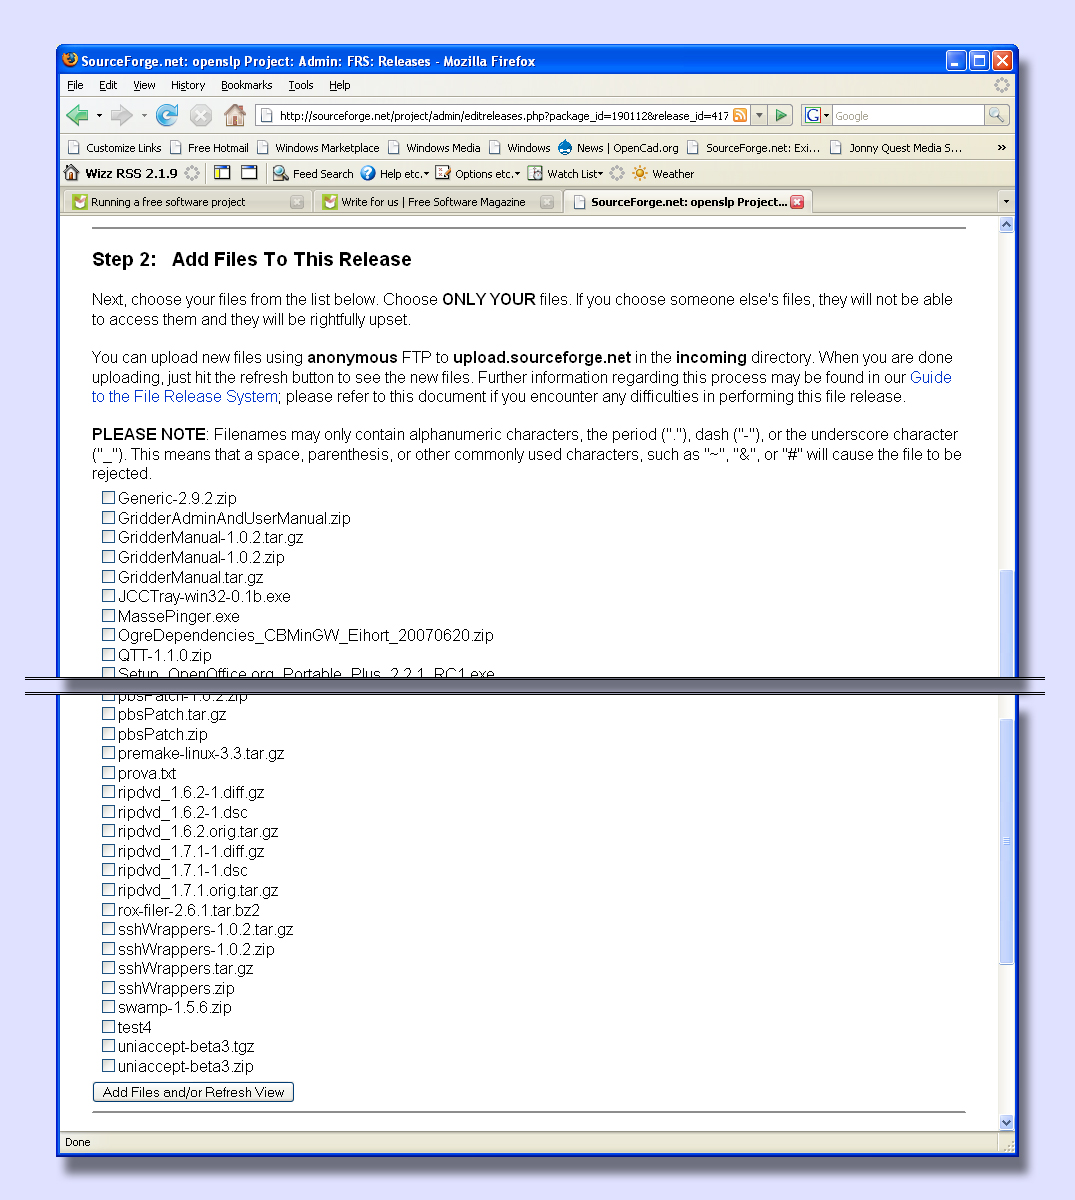 SourceForge.net: openslp Project: Admin: FRS: Releases - Mozilla Firefox
File Edit View History Bookmarks Tools Help
http://sourceforge.net/project/admin/editreleases.php?package_id=190112&release_id=417 G Google
Customize Links Free Hotmail Windows Marketplace Windows Media Windows News | OpenCad.org SourceForge.net: Exi... Jonny Quest Media S... »
Wizz RSS 2.1.9 Feed Search Help etc. Options etc. Watch List Weather
Running a free software project Write for us | Free Software Magazine SourceForge.net: openslp Project...
Step 2: Add Files To This Release
Next, choose your files from the list below. Choose ONLY YOUR files. If you choose someone else's files, they will not be able
to access them and they will be rightfully upset.
You can upload new files using anonymous FTP to upload.sourceforge.net in the incoming directory. When you are done
uploading, just hit the refresh button to see the new files. Further information regarding this process may be found in our Guide
to the File Release System; please refer to this document if you encounter any difficulties in performing this file release.
PLEASE NOTE: Filenames may only contain alphanumeric characters, the period ("."), dash ("-"), or the underscore character
("_"). This means that a space, parenthesis, or other commonly used characters, such as "~", "&", or "#" will cause the file to be
rejected.
Generic-2.9.2.zip
GridderAdminAndUserManual.zip
GridderManual-1.0.2.tar.gz
GridderManual-1.0.2.zip
GridderManual.tar.gz
JCCTray-win32-0.1b.exe
MassePinger.exe
OgreDependencies_CBMinGW_Eihort_20070620.zip
QTT-1.1.0.zip
Setup_OpenOffice.org_Portable_Plus_2.2.1_RC1.exe
pbsPatch-1.0.2.zip
pbsPatch.tar.gz
pbsPatch.zip
premake-linux-3.3.tar.gz
prova.txt
ripdvd_1.6.2-1.diff.gz
ripdvd_1.6.2-1.dsc
ripdvd_1.6.2.orig.tar.gz
ripdvd_1.7.1-1.diff.gz
ripdvd_1.7.1-1.dsc
ripdvd_1.7.1.orig.tar.gz
rox-filer-2.6.1.tar.bz2
sshWrappers-1.0.2.tar.gz
sshWrappers-1.0.2.zip
sshWrappers.tar.gz
sshWrappers.zip
swamp-1.5.6.zip
test4
uniaccept-beta3.tgz
uniaccept-beta3.zip
Add Files and/or Refresh View
Done